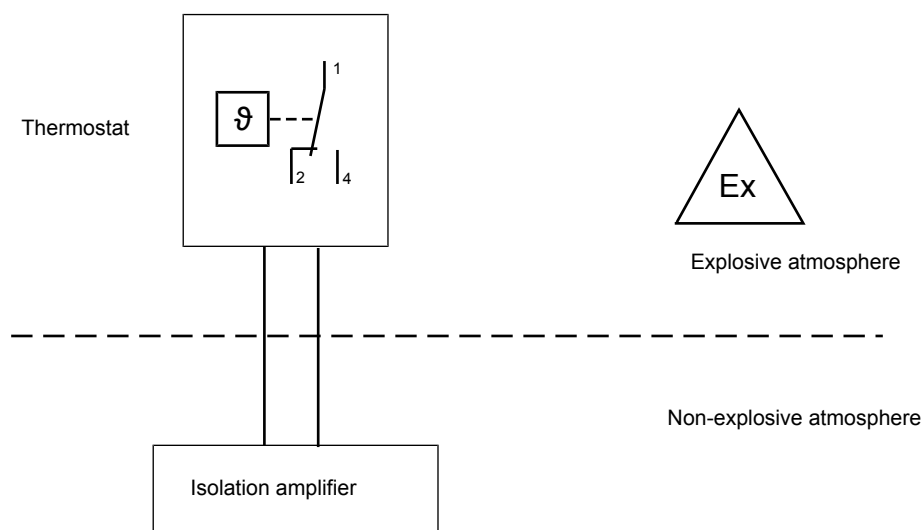 1
ϑ
Thermostat
2
4
Ex
Explosive atmosphere
Non-explosive atmosphere
Isolation amplifier